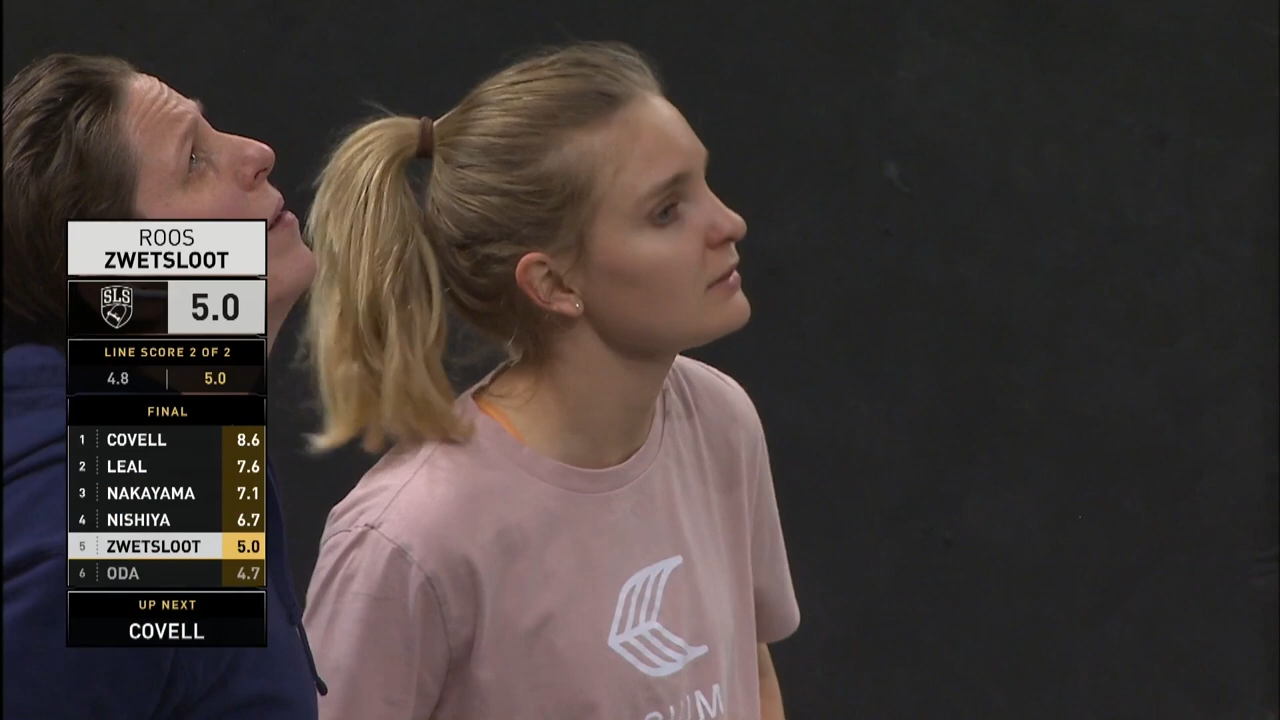 ROOS
ZWETSLOOT
SLS 5.0
LINE SCORE 2 OF 2
4.8 5.0
FINAL
1 COVELL 8.6
2 LEAL 7.6
3 NAKAYAMA 7.1
4 NISHIYA 6.7
5 ZWETSLOOT 5.0
6 ODA 4.7
UP NEXT
COVELL